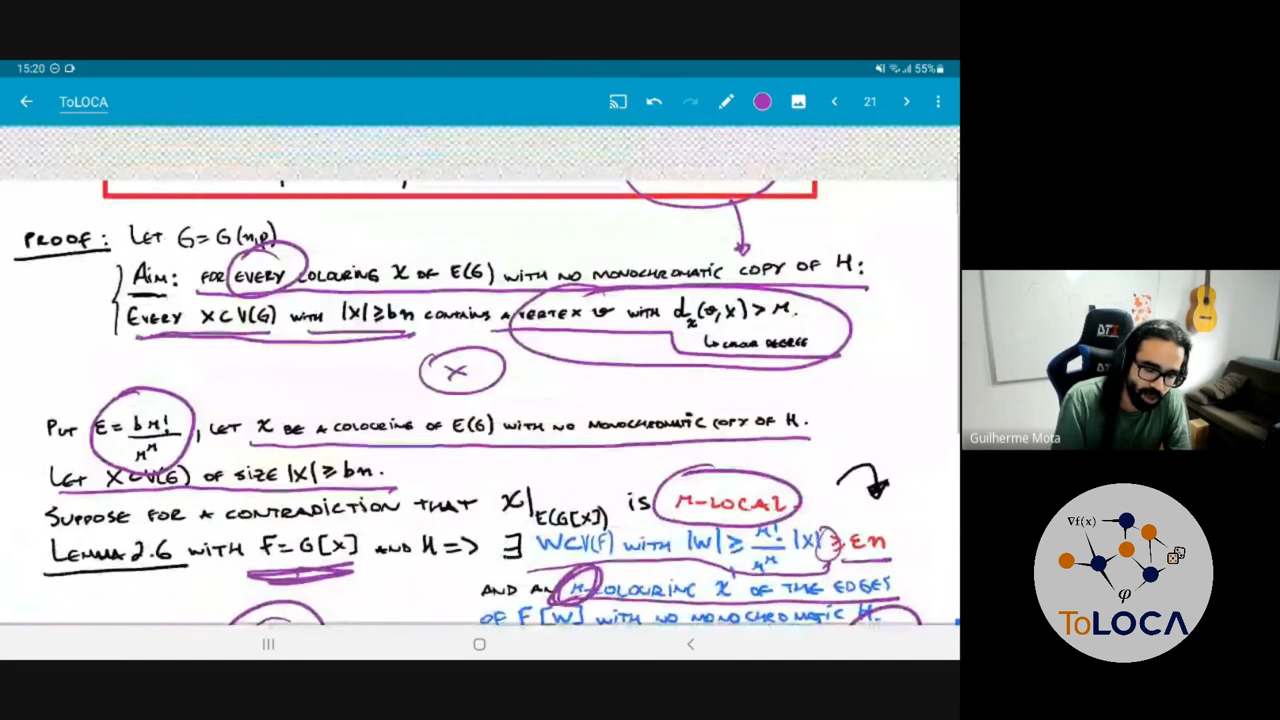 15:20
55%
ToLOCA
21
PROOF: LET G = G(n,p)
AIM: FOR EVERY COLOURING χ OF E(G) WITH NO MONOCHROMATIC COPY OF H:
EVERY X⊂V(G) WITH |X| ≥ bn CONTAINS A VERTEX v WITH d_χ(v,X) > r.
↳ COLOUR DEGREE
X
PUT ε = b r!/r^r, LET χ BE A COLOURING OF E(G) WITH NO MONOCHROMATIC COPY OF H.
LET X⊂V(G) OF SIZE |X| ≥ bn.
SUPPOSE FOR A CONTRADICTION THAT χ|E(G[X]) IS r-LOCAL
LEMMA 2.6 WITH F = G[X] AND H => ∃ W⊂V(F) WITH |W| ≥ r!/r^r |X| ≥ εn
AND AN r-COLOURING χ OF THE EDGES
OF F[W] WITH NO MONOCHROMATIC H.
DTI
Guilherme Mota
∇f(x)
φ
ToLOCA